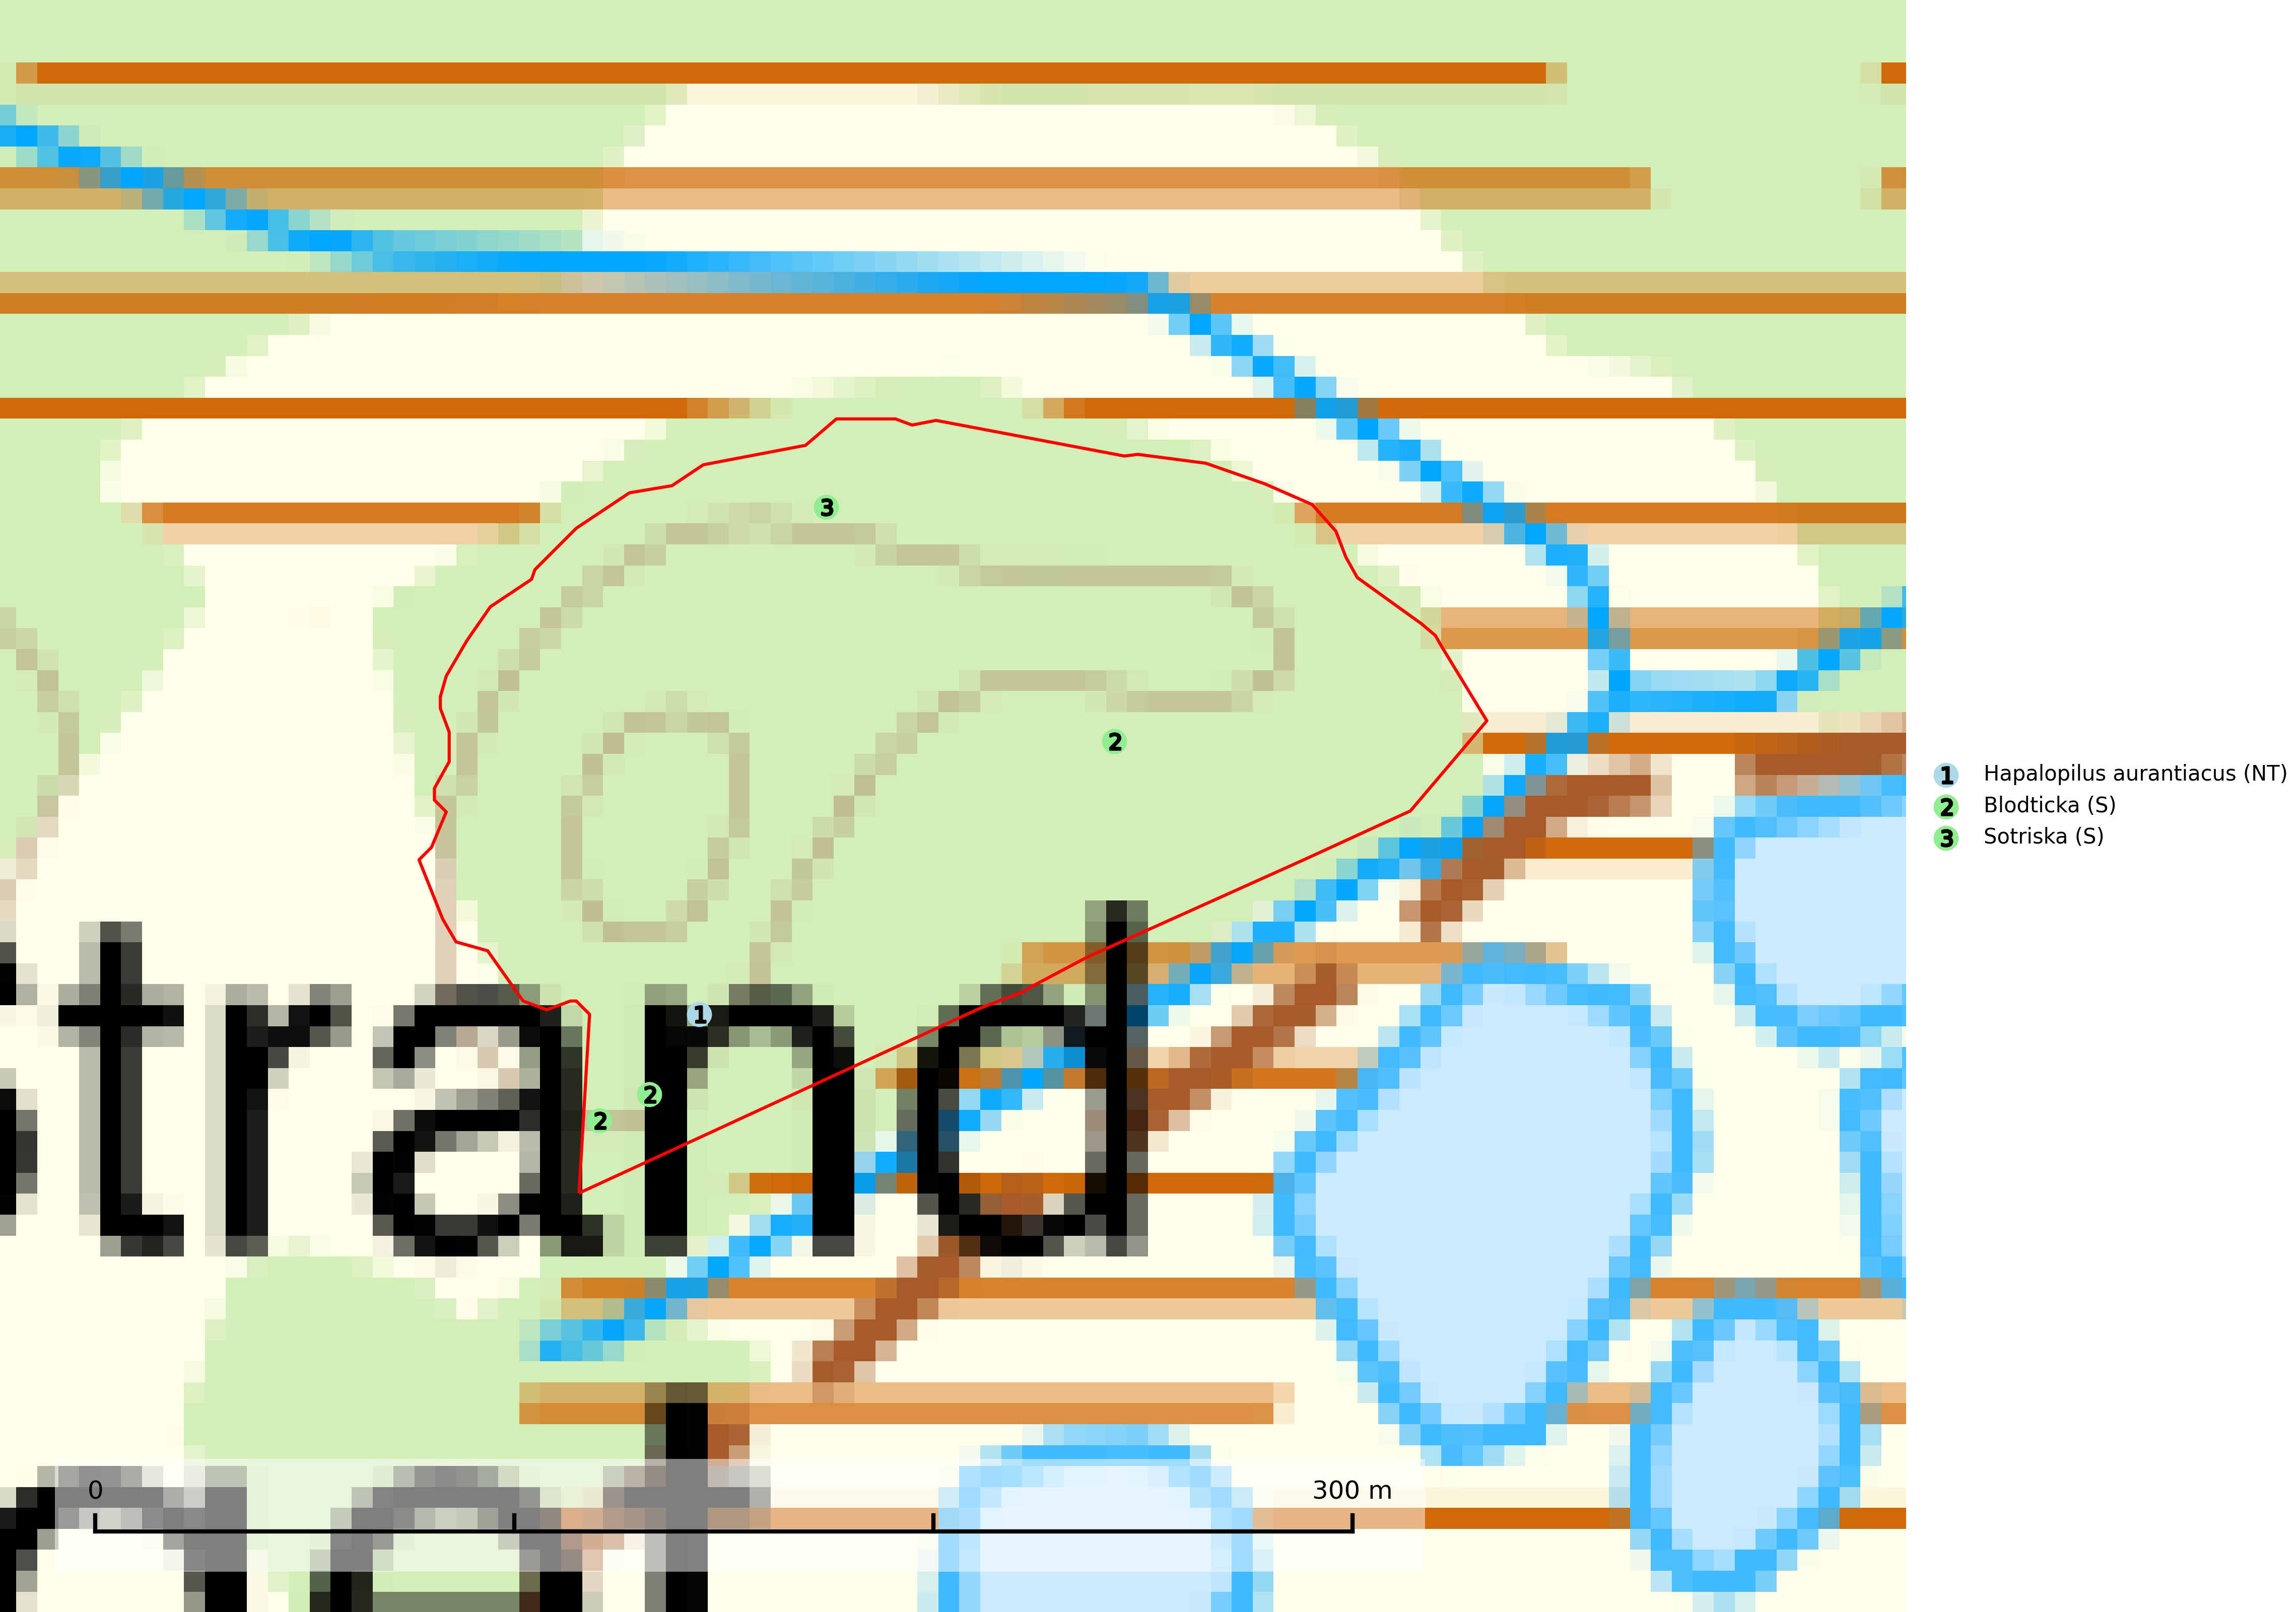 3
2
trand
1
2
2
0 300 m
1 Hapalopilus aurantiacus (NT)
2 Blodticka (S)
3 Sotriska (S)